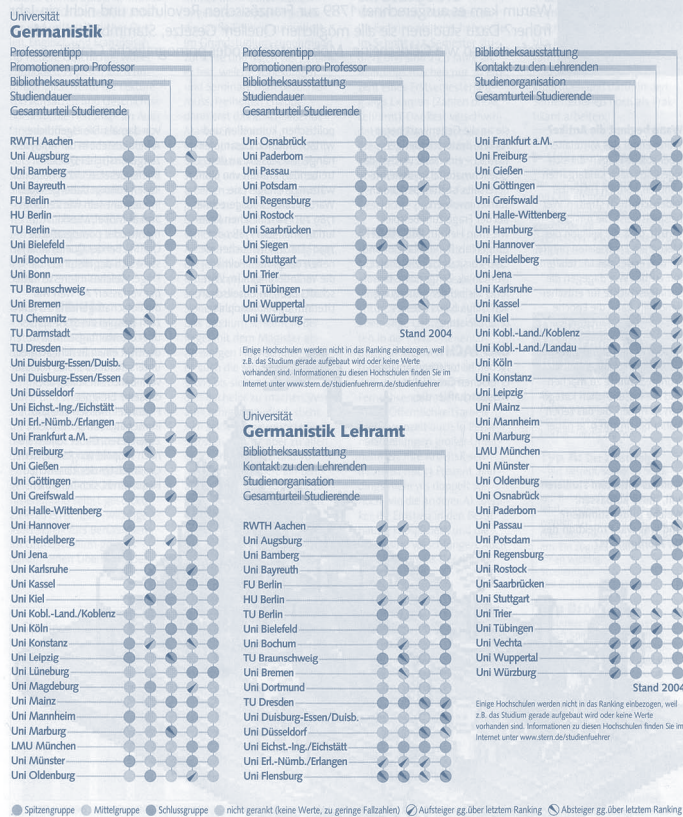 Universität
Germanistik
Professorentipp
Promotionen pro Professor
Bibliotheksausstattung
Studiendauer
Gesamturteil Studierende
RWTH Aachen
Uni Augsburg
Uni Bamberg
Uni Bayreuth
FU Berlin
HU Berlin
TU Berlin
Uni Bielefeld
Uni Bochum
Uni Bonn
TU Braunschweig
Uni Bremen
TU Chemnitz
TU Darmstadt
TU Dresden
Uni Duisburg-Essen/Duisb.
Uni Duisburg-Essen/Essen
Uni Düsseldorf
Uni Eichst.-Ing./Eichstätt
Uni Erl.-Nürnb./Erlangen
Uni Frankfurt a.M.
Uni Freiburg
Uni Gießen
Uni Göttingen
Uni Greifswald
Uni Halle-Wittenberg
Uni Hannover
Uni Heidelberg
Uni Jena
Uni Karlsruhe
Uni Kassel
Uni Kiel
Uni Kobl.-Land./Koblenz
Uni Köln
Uni Konstanz
Uni Leipzig
Uni Lüneburg
Uni Magdeburg
Uni Mainz
Uni Mannheim
Uni Marburg
LMU München
Uni Münster
Uni Oldenburg
Professorentipp
Promotionen pro Professor
Bibliotheksausstattung
Studiendauer
Gesamturteil Studierende
Uni Osnabrück
Uni Paderborn
Uni Passau
Uni Potsdam
Uni Regensburg
Uni Rostock
Uni Saarbrücken
Uni Siegen
Uni Stuttgart
Uni Trier
Uni Tübingen
Uni Wuppertal
Uni Würzburg
Stand 2004
Einige Hochschulen werden nicht in das Ranking einbezogen, weil
z.B. das Studium gerade aufgebaut wird oder keine Werte
vorhanden sind. Informationen zu diesen Hochschulen finden Sie im
Internet unter www.stern.de/studienfuehrerm.de/studienfuehrer
Universität
Germanistik Lehramt
Bibliotheksausstattung
Kontakt zu den Lehrenden
Studienorganisation
Gesamturteil Studierende
RWTH Aachen
Uni Augsburg
Uni Bamberg
Uni Bayreuth
FU Berlin
HU Berlin
TU Berlin
Uni Bielefeld
Uni Bochum
TU Braunschweig
Uni Bremen
Uni Dortmund
TU Dresden
Uni Duisburg-Essen/Duisb.
Uni Düsseldorf
Uni Eichst.-Ing./Eichstätt
Uni Erl.-Nürnb./Erlangen
Uni Flensburg
Bibliotheksausstattung
Kontakt zu den Lehrenden
Studienorganisation
Gesamturteil Studierende
Uni Frankfurt a.M.
Uni Freiburg
Uni Gießen
Uni Göttingen
Uni Greifswald
Uni Halle-Wittenberg
Uni Hamburg
Uni Hannover
Uni Heidelberg
Uni Jena
Uni Karlsruhe
Uni Kassel
Uni Kiel
Uni Kobl.-Land./Koblenz
Uni Kobl.-Land./Landau
Uni Köln
Uni Konstanz
Uni Leipzig
Uni Mainz
Uni Mannheim
Uni Marburg
LMU München
Uni Münster
Uni Oldenburg
Uni Osnabrück
Uni Paderborn
Uni Passau
Uni Potsdam
Uni Regensburg
Uni Rostock
Uni Saarbrücken
Uni Stuttgart
Uni Trier
Uni Tübingen
Uni Vechta
Uni Wuppertal
Uni Würzburg
Stand 2004
Einige Hochschulen werden nicht in das Ranking einbezogen, weil
z.B. das Studium gerade aufgebaut wird oder keine Werte
vorhanden sind. Informationen zu diesen Hochschulen finden Sie im
Internet unter www.stern.de/studienfuehrer
Spitzengruppe Mittelgruppe Schlussgruppe nicht gerankt (keine Werte, zu geringe Fallzahlen) Aufsteiger gg.über letztem Ranking Absteiger gg.über letztem Ranking